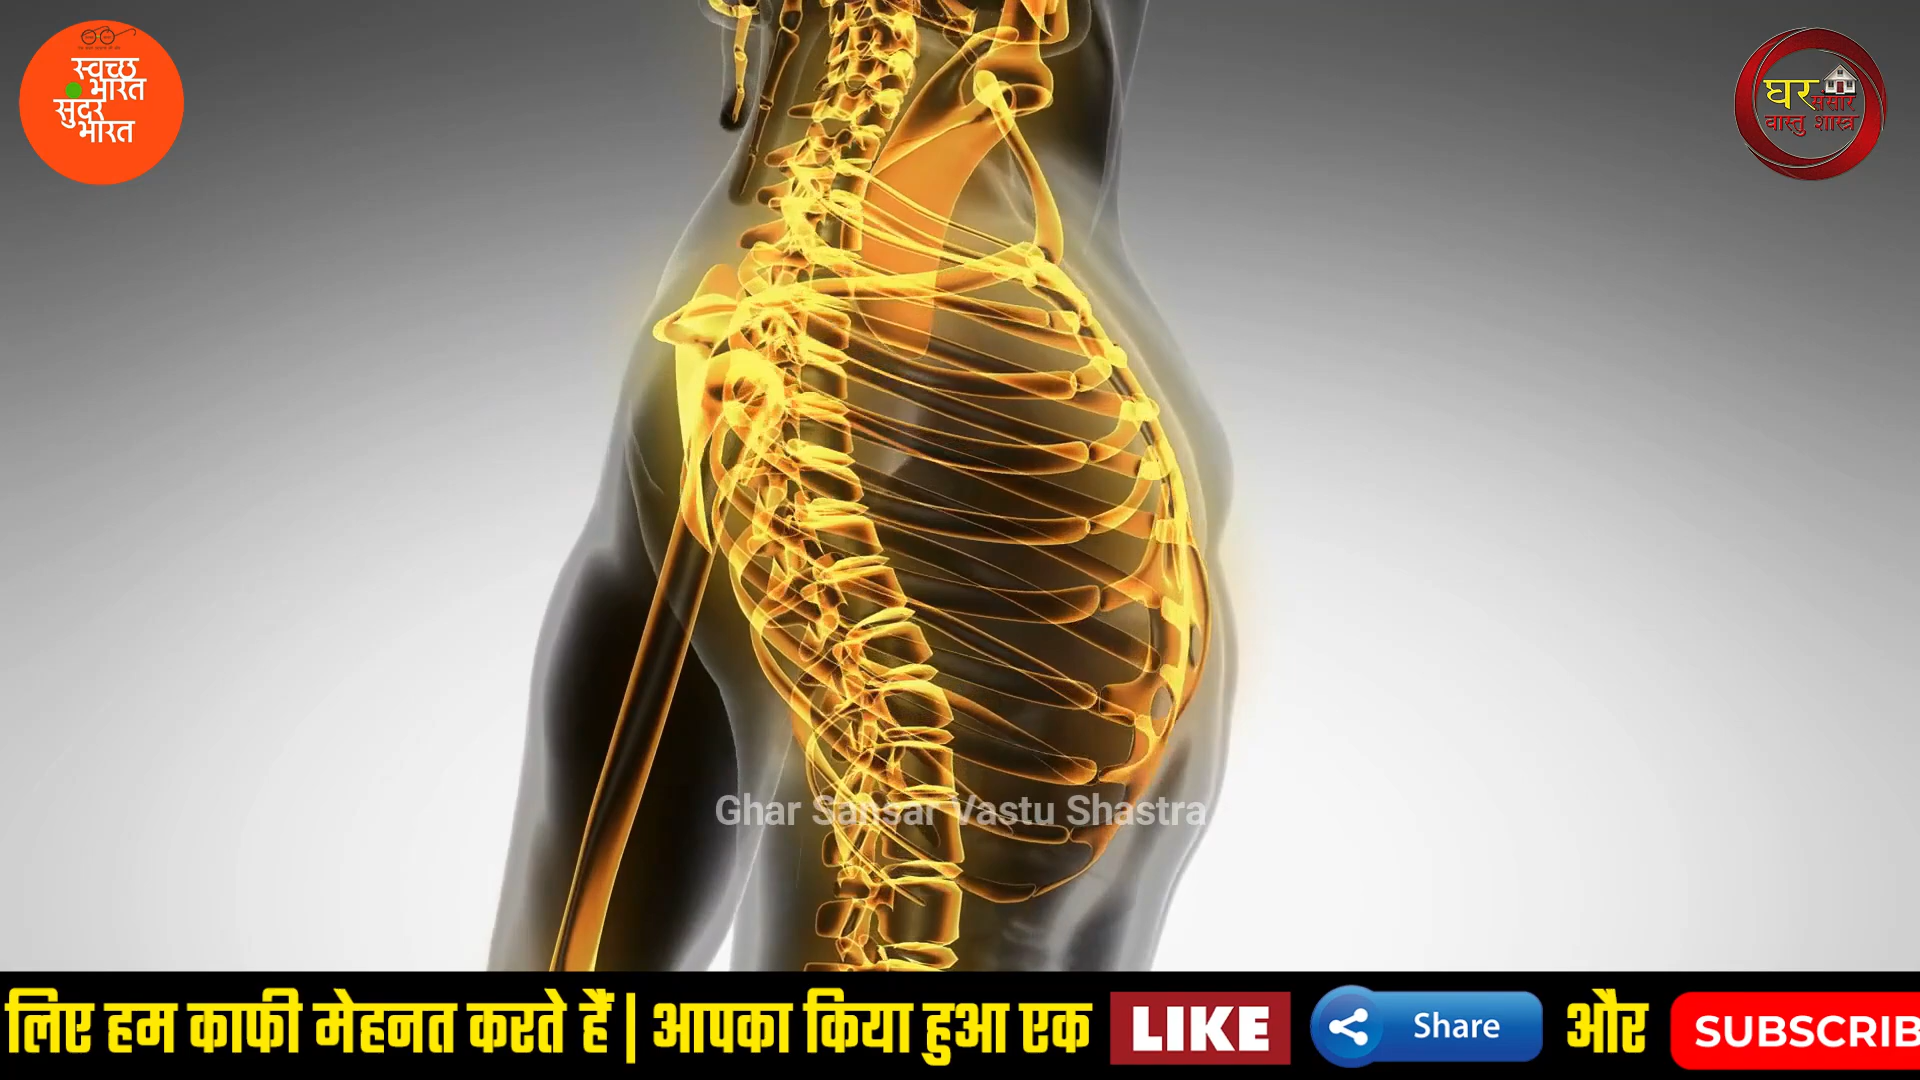 स्वच्छ
भारत
सुंदर
भारत
घर संसार
वास्तु शास्त्र
Ghar Sansar Vastu Shastra
लिए हम काफी मेहनत करते हैं | आपका किया हुआ एक LIKE Share और SUBSCRIB